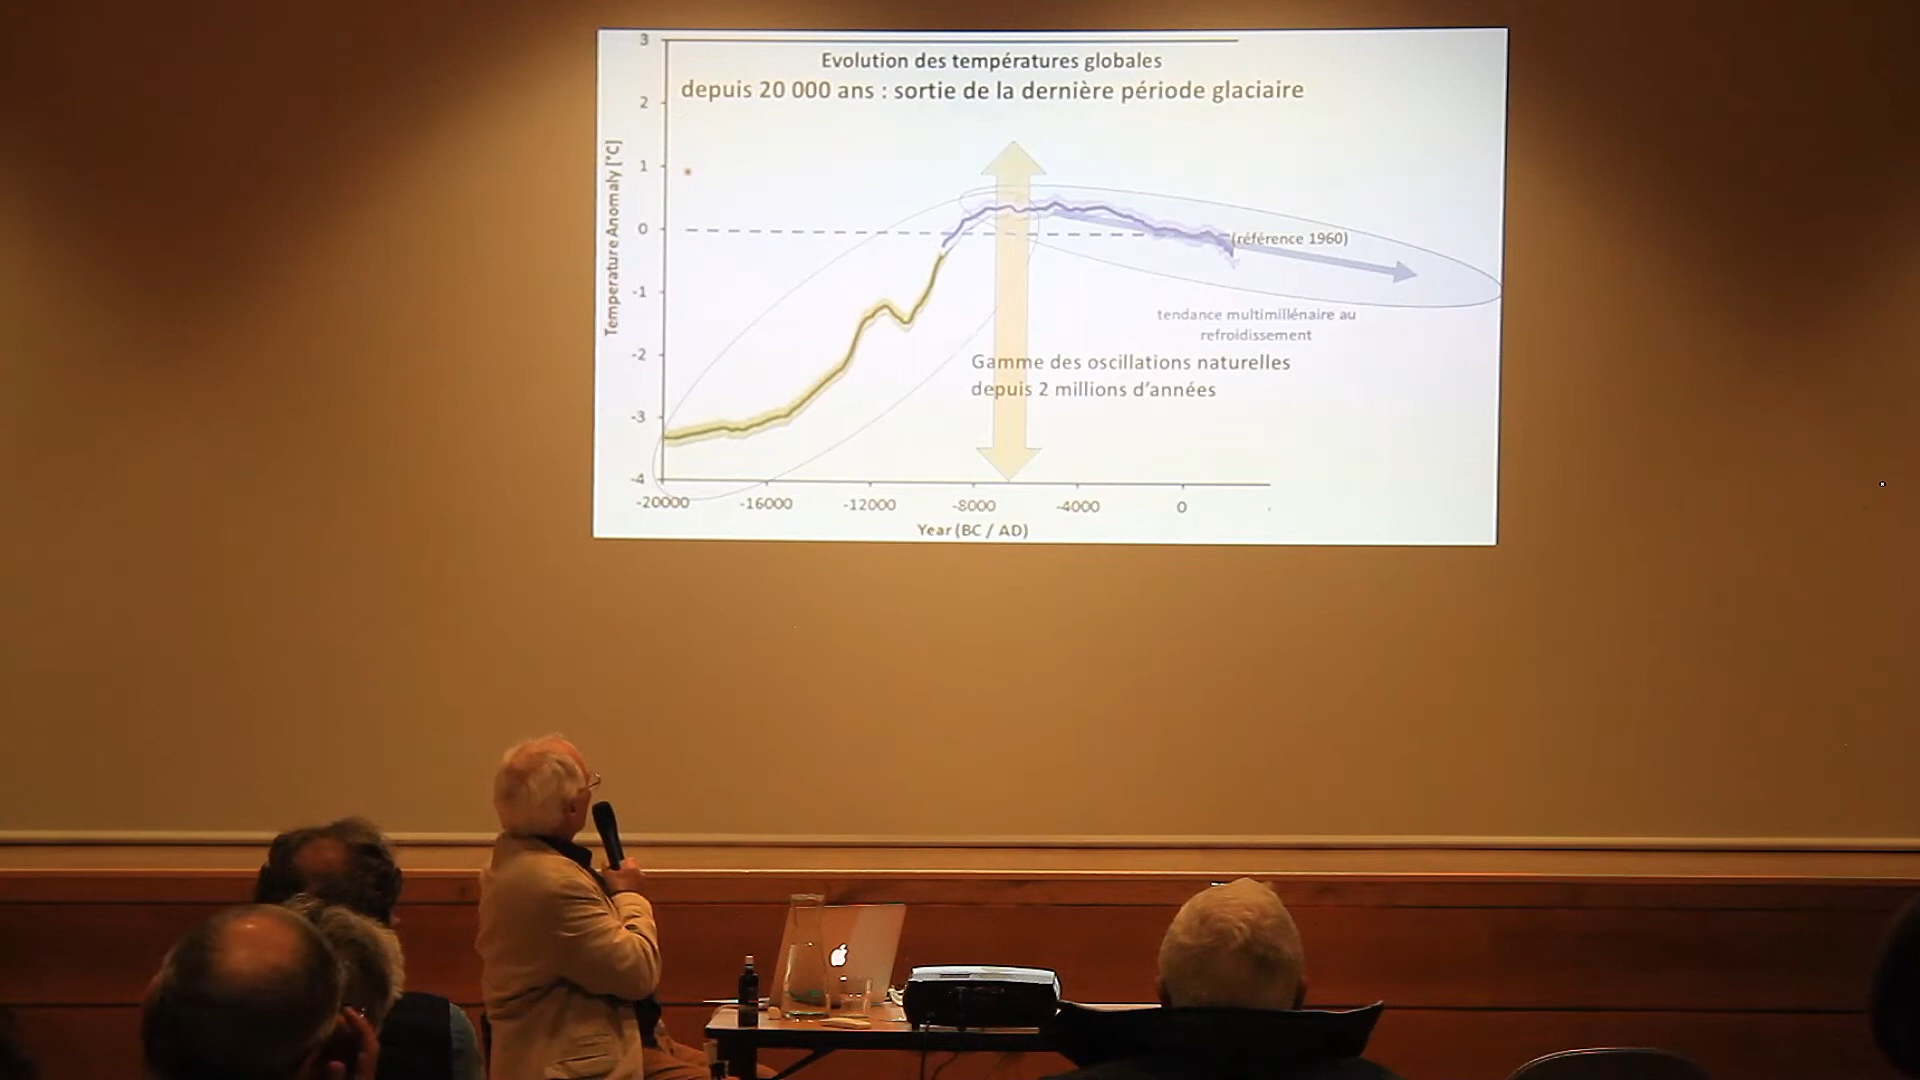 Evolution des températures globales
depuis 20 000 ans : sortie de la dernière période glaciaire
3
2
1
0
-1
-2
-3
-4
Temperature Anomaly [°C]
(référence 1960)
tendance multimillénaire au
refroidissement
Gamme des oscillations naturelles
depuis 2 millions d'années
-20000 -16000 -12000 -8000 -4000 0
Year (BC / AD)